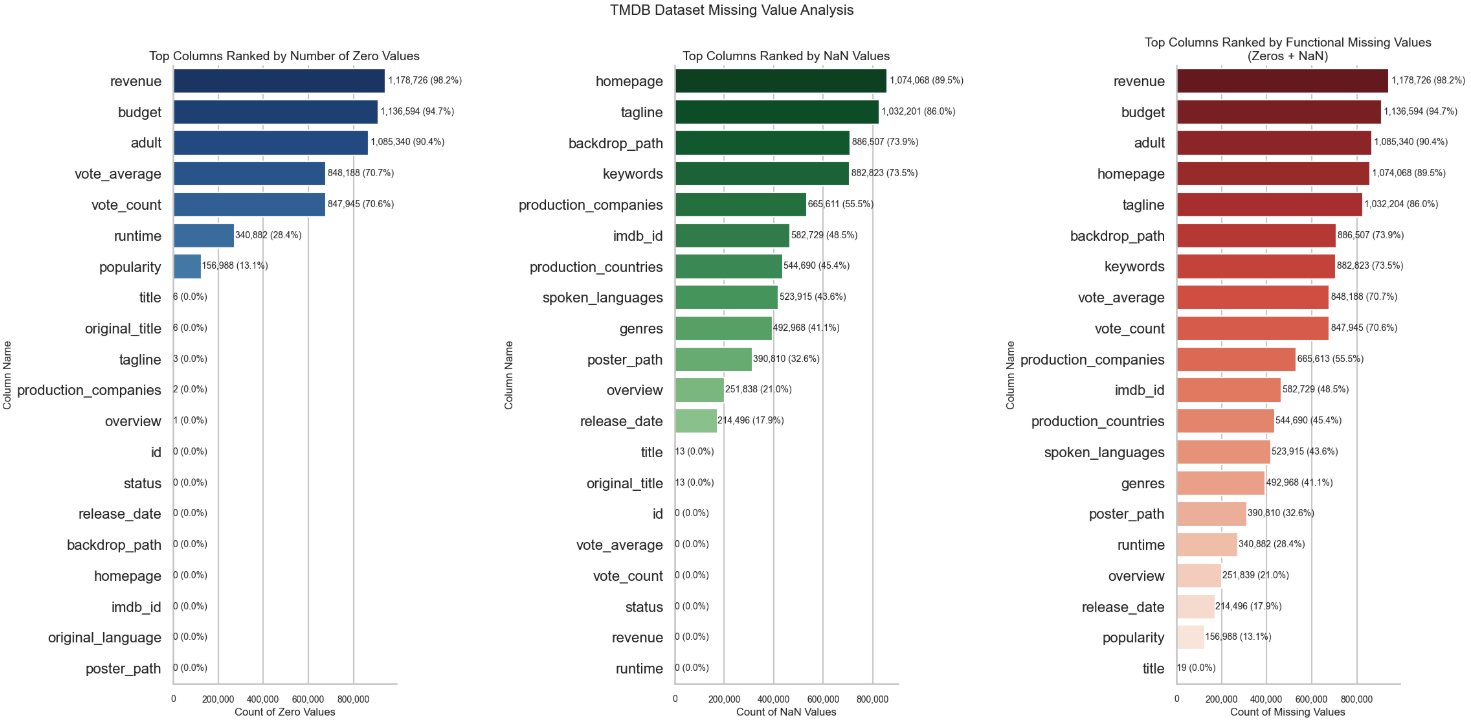 TMDB Dataset Missing Value Analysis
Top Columns Ranked by Number of Zero Values
Column Name
revenue 1,178,726 (98.2%)
budget 1,136,594 (94.7%)
adult 1,085,340 (90.4%)
vote_average 848,188 (70.7%)
vote_count 847,945 (70.6%)
runtime 340,882 (28.4%)
popularity 156,988 (13.1%)
title 6 (0.0%)
original_title 6 (0.0%)
tagline 3 (0.0%)
production_companies 2 (0.0%)
overview 1 (0.0%)
id 0 (0.0%)
status 0 (0.0%)
release_date 0 (0.0%)
backdrop_path 0 (0.0%)
homepage 0 (0.0%)
imdb_id 0 (0.0%)
original_language 0 (0.0%)
poster_path 0 (0.0%)
0 200,000 400,000 600,000 800,000
Count of Zero Values
Top Columns Ranked by NaN Values
Column Name
homepage 1,074,068 (89.5%)
tagline 1,032,201 (86.0%)
backdrop_path 886,507 (73.9%)
keywords 882,823 (73.5%)
production_companies 665,611 (55.5%)
imdb_id 582,729 (48.5%)
production_countries 544,690 (45.4%)
spoken_languages 523,915 (43.6%)
genres 492,968 (41.1%)
poster_path 390,810 (32.6%)
overview 251,838 (21.0%)
release_date 214,496 (17.9%)
title 13 (0.0%)
original_title 13 (0.0%)
id 0 (0.0%)
vote_average 0 (0.0%)
vote_count 0 (0.0%)
status 0 (0.0%)
revenue 0 (0.0%)
runtime 0 (0.0%)
0 200,000 400,000 600,000 800,000
Count of NaN Values
Top Columns Ranked by Functional Missing Values
(Zeros + NaN)
Column Name
revenue 1,178,726 (98.2%)
budget 1,136,594 (94.7%)
adult 1,085,340 (90.4%)
homepage 1,074,068 (89.5%)
tagline 1,032,204 (86.0%)
backdrop_path 886,507 (73.9%)
keywords 882,823 (73.5%)
vote_average 848,188 (70.7%)
vote_count 847,945 (70.6%)
production_companies 665,613 (55.5%)
imdb_id 582,729 (48.5%)
production_countries 544,690 (45.4%)
spoken_languages 523,915 (43.6%)
genres 492,968 (41.1%)
poster_path 390,810 (32.6%)
runtime 340,882 (28.4%)
overview 251,839 (21.0%)
release_date 214,496 (17.9%)
popularity 156,988 (13.1%)
title 19 (0.0%)
0 200,000 400,000 600,000 800,000
Count of Missing Values